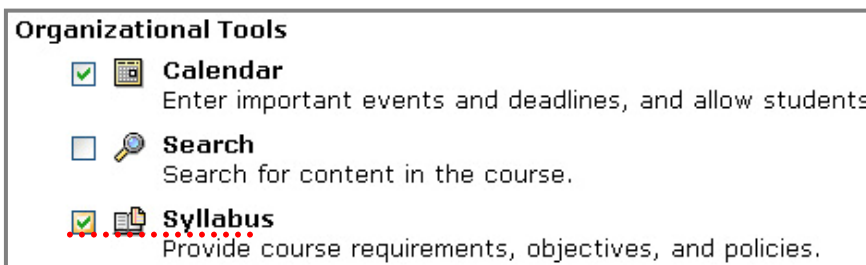 Organizational Tools
Calendar
Enter important events and deadlines, and allow students
Search
Search for content in the course.
Syllabus
Provide course requirements, objectives, and policies.